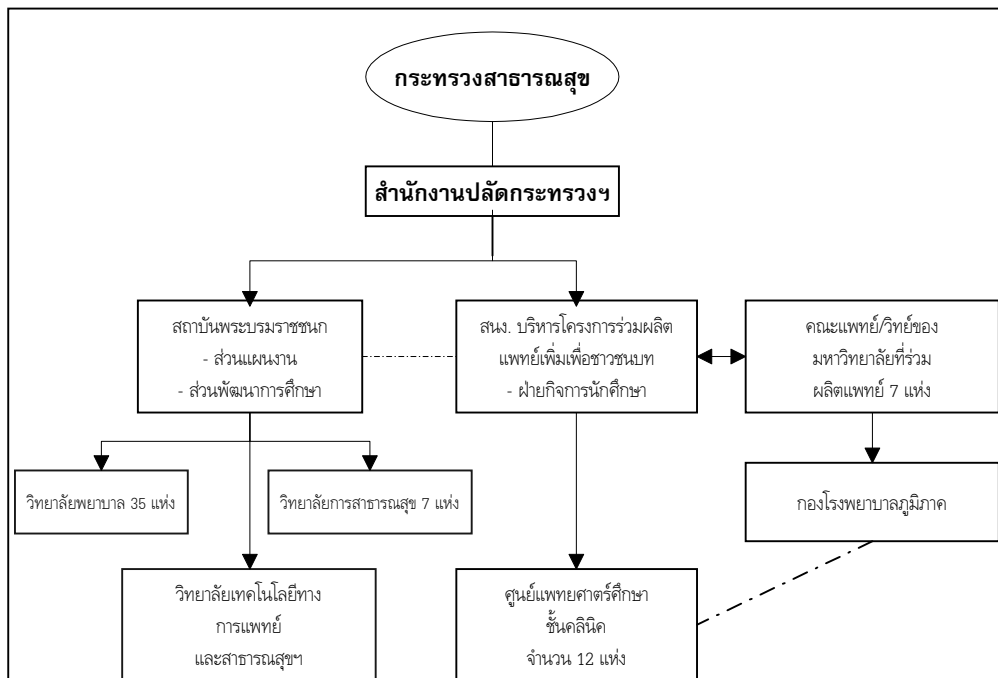 กระทรวงสาธารณสุข
สำนักงานปลัดกระทรวงฯ
สถาบันพระบรมราชชนก
- ส่วนแผนงาน
- ส่วนพัฒนาการศึกษา
สนง. บริหารโครงการร่วมผลิต
แพทย์เพิ่มเพื่อชาวชนบท
- ฝ่ายกิจการนักศึกษา
คณะแพทย์/วิทย์ของ
มหาวิทยาลัยที่ร่วม
ผลิตแพทย์ 7 แห่ง
วิทยาลัยพยาบาล 35 แห่ง
วิทยาลัยการสาธารณสุข 7 แห่ง
กองโรงพยาบาลภูมิภาค
วิทยาลัยเทคโนโลยีทาง
การแพทย์
และสาธารณสุขฯ
ศูนย์แพทยศาตร์ศึกษา
ชั้นคลินิค
จำนวน 12 แห่ง